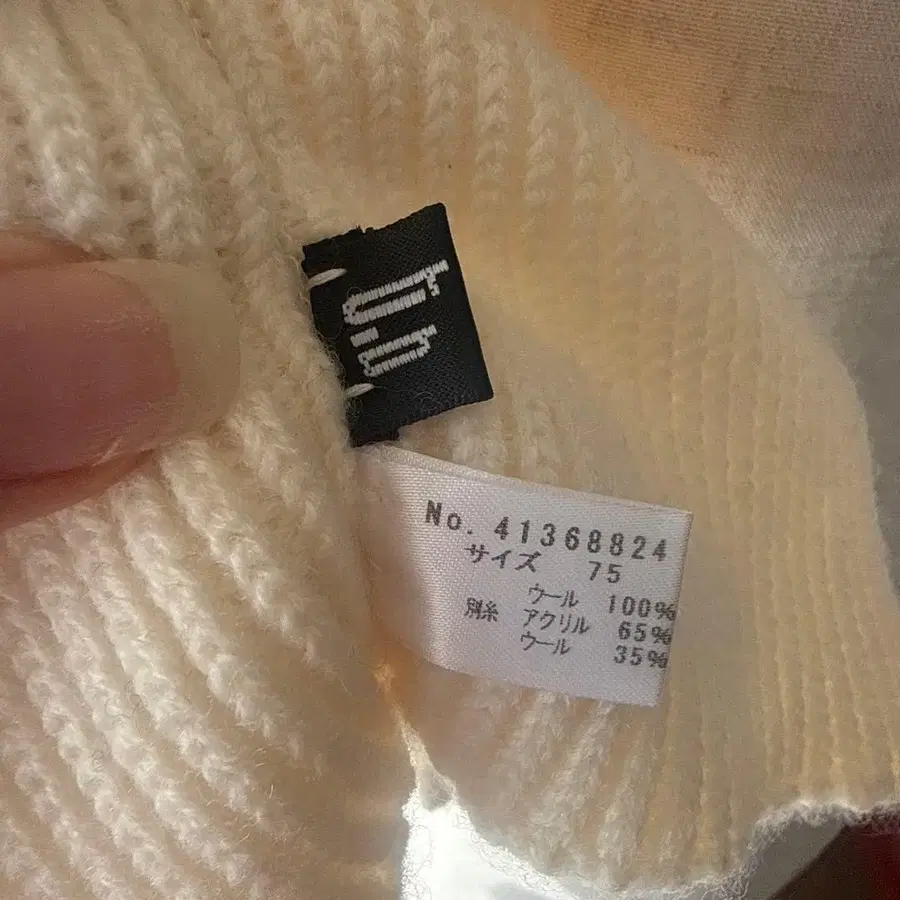 No. 41368824
サイズ 75
ウール 100%
別糸 アクリル 65%
ウール 35%